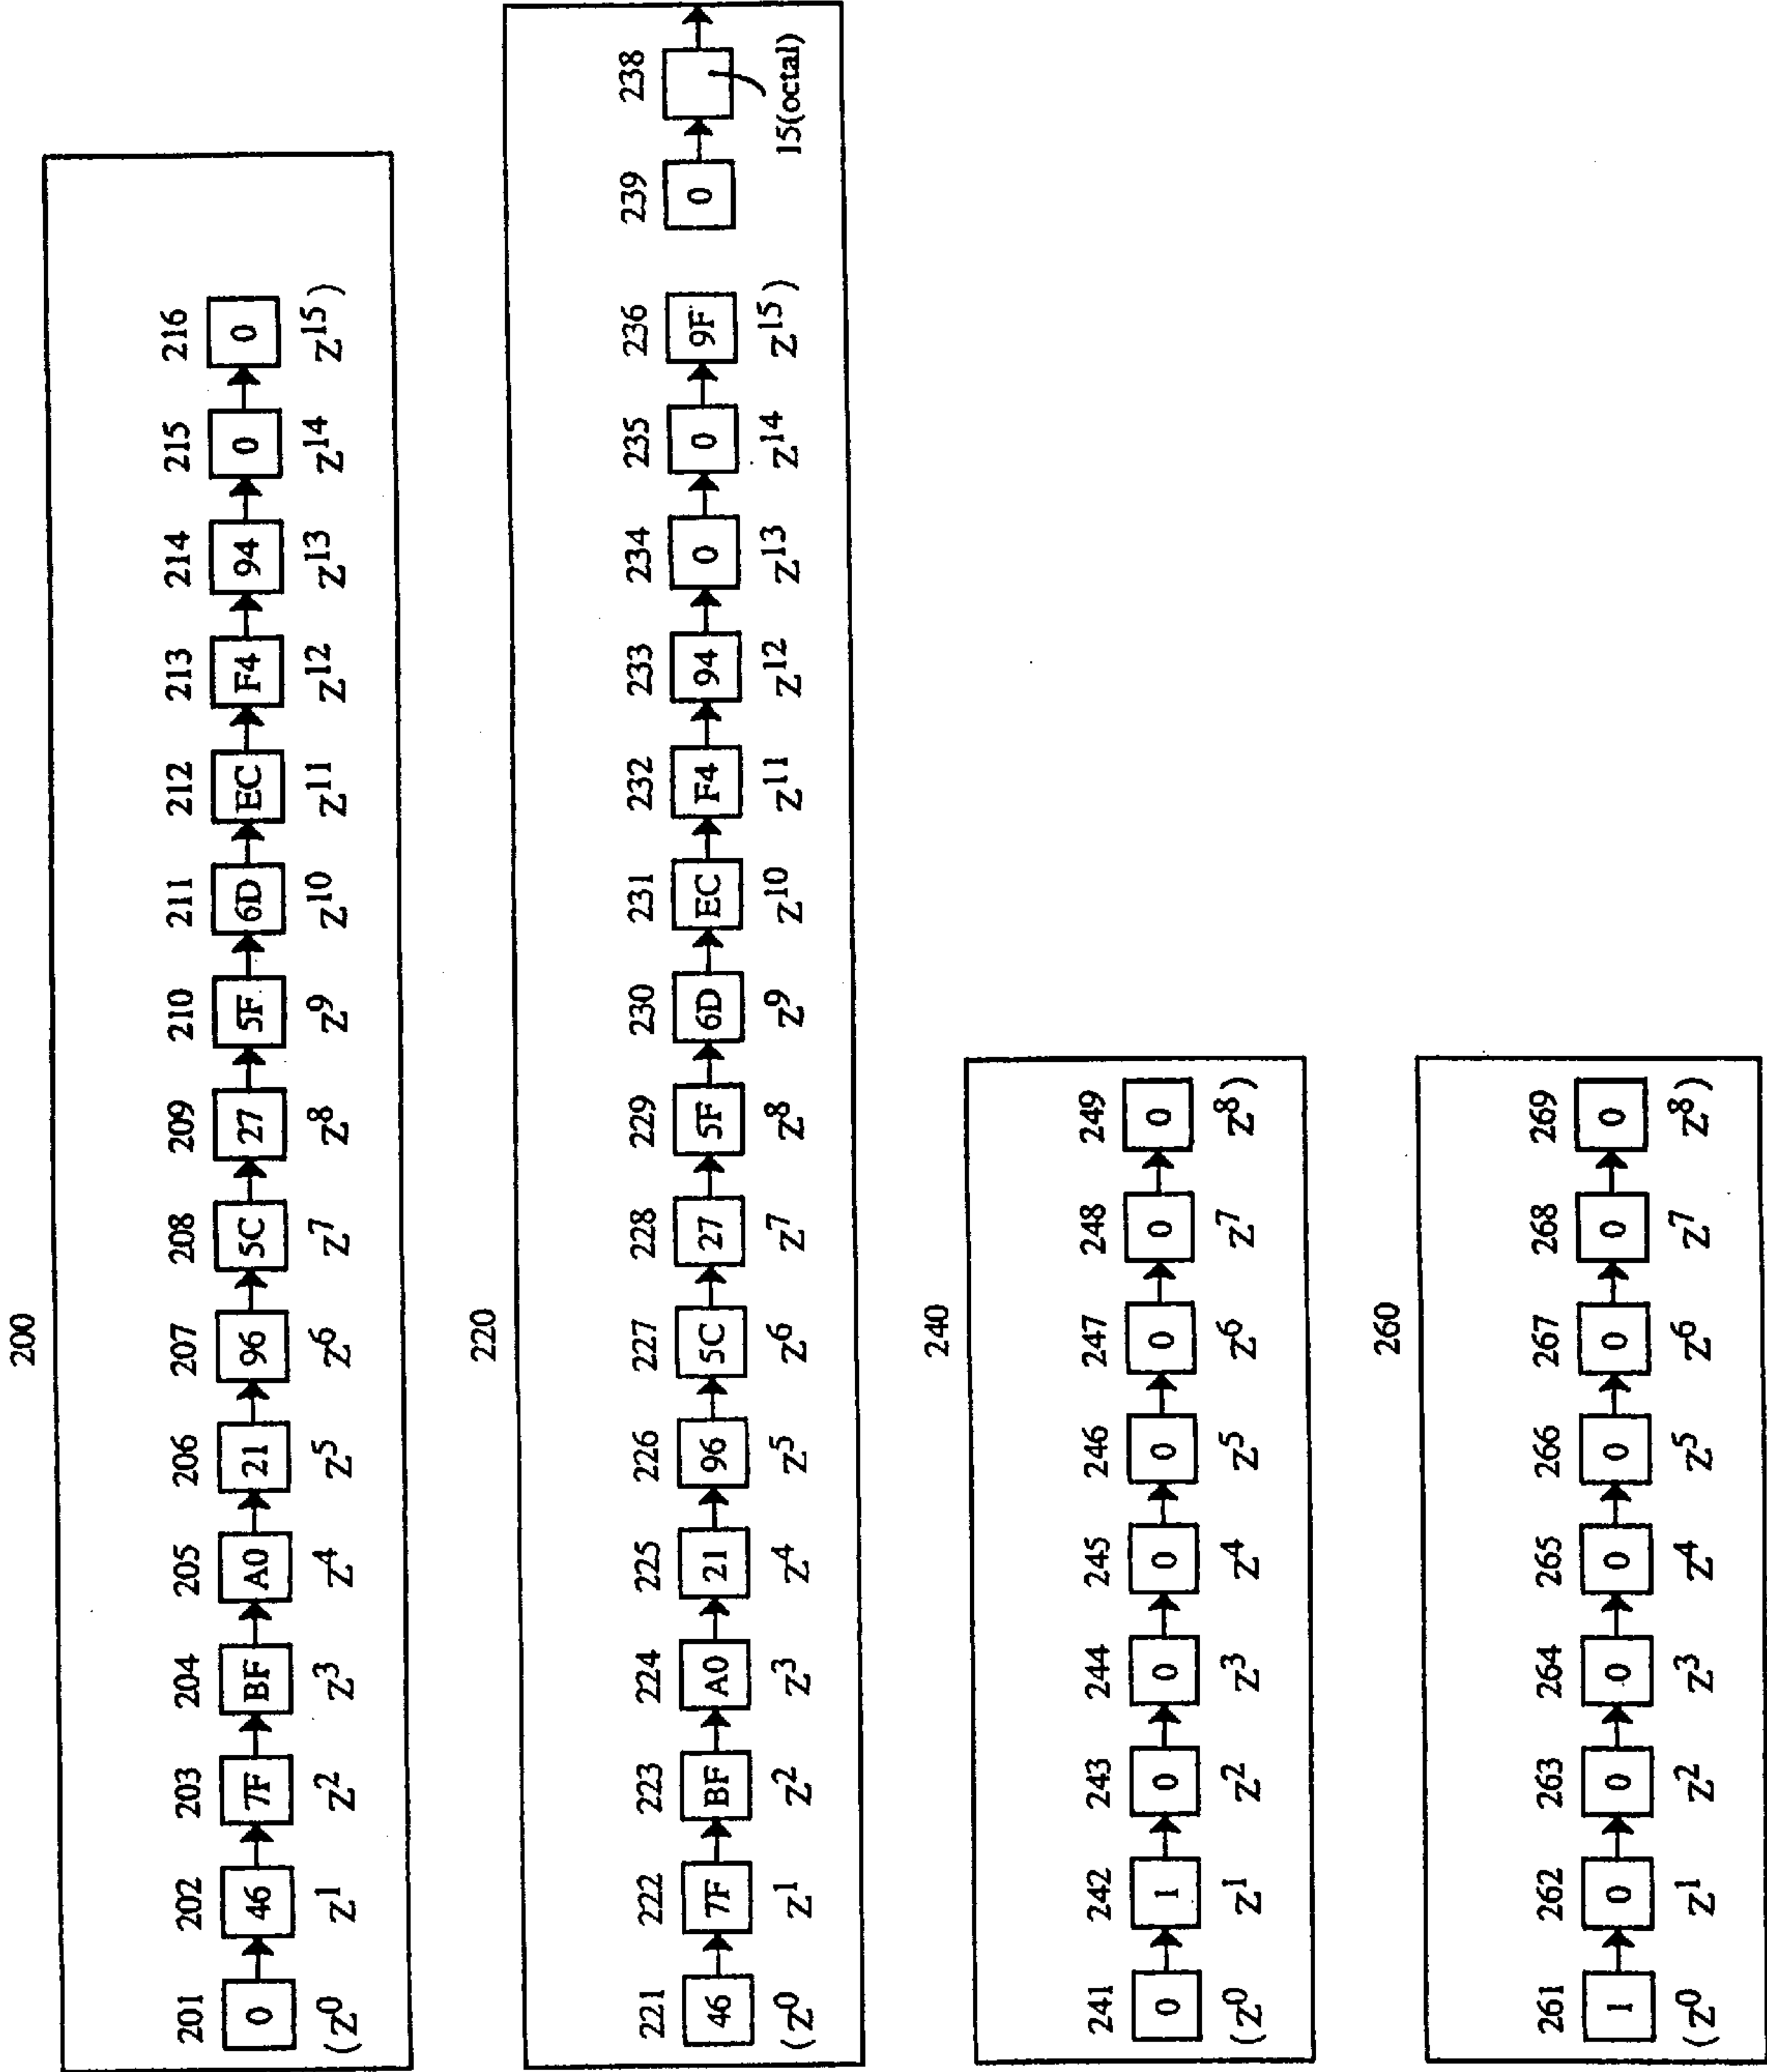 200
201 202 203 204 205 206 207 208 209 210 211 212 213 214 215 216
0 46 7F BF A0 21 96 5C 27 5F 6D EC F4 94 0 0
(Z⁰ Z¹ Z² Z³ Z⁴ Z⁵ Z⁶ Z⁷ Z⁸ Z⁹ Z¹⁰ Z¹¹ Z¹² Z¹³ Z¹⁴ Z¹⁵)
220
221 222 223 224 225 226 227 228 229 230 231 232 233 234 235 236 239 238
46 7F BF A0 21 96 5C 27 5F 6D EC F4 94 0 0 9F 0
(Z⁰ Z¹ Z² Z³ Z⁴ Z⁵ Z⁶ Z⁷ Z⁸ Z⁹ Z¹⁰ Z¹¹ Z¹² Z¹³ Z¹⁴ Z¹⁵)
15(octal)
240
241 242 243 244 245 246 247 248 249
0 1 0 0 0 0 0 0 0
(Z⁰ Z¹ Z² Z³ Z⁴ Z⁵ Z⁶ Z⁷ Z⁸)
260
261 262 263 264 265 266 267 268 269
1 0 0 0 0 0 0 0 0
(Z⁰ Z¹ Z² Z³ Z⁴ Z⁵ Z⁶ Z⁷ Z⁸)